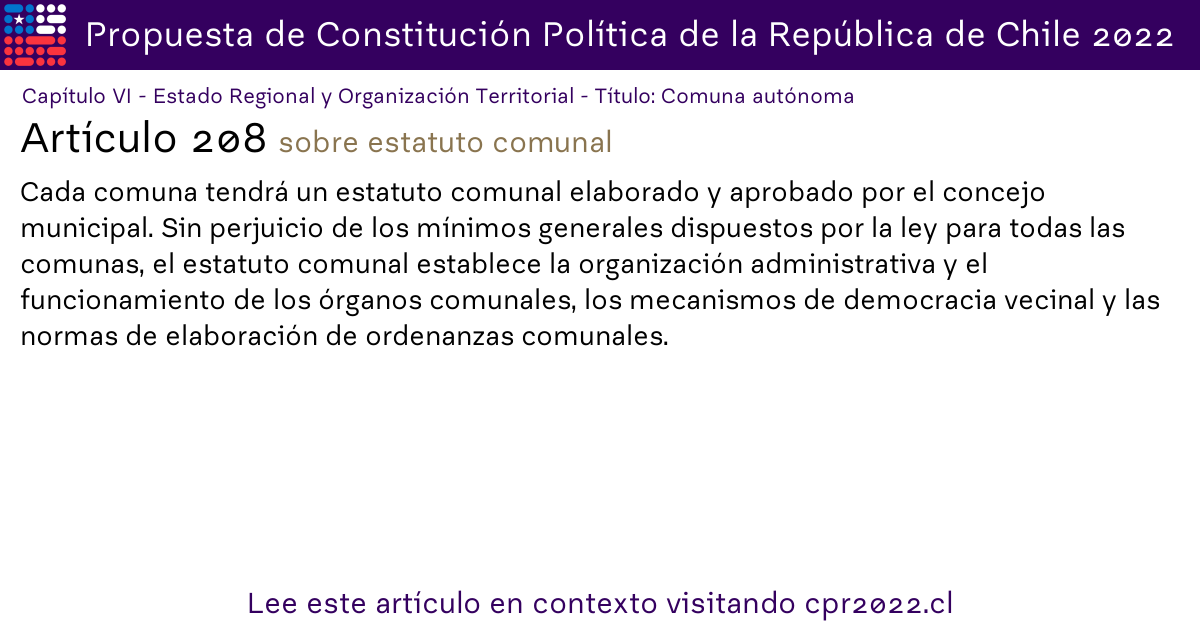 Propuesta de Constitución Política de la República de Chile 2022
Capítulo VI - Estado Regional y Organización Territorial - Título: Comuna autónoma
Artículo 208 sobre estatuto comunal
Cada comuna tendrá un estatuto comunal elaborado y aprobado por el concejo
municipal. Sin perjuicio de los mínimos generales dispuestos por la ley para todas las
comunas, el estatuto comunal establece la organización administrativa y el
funcionamiento de los órganos comunales, los mecanismos de democracia vecinal y las
normas de elaboración de ordenanzas comunales.
Lee este artículo en contexto visitando cpr2022.cl